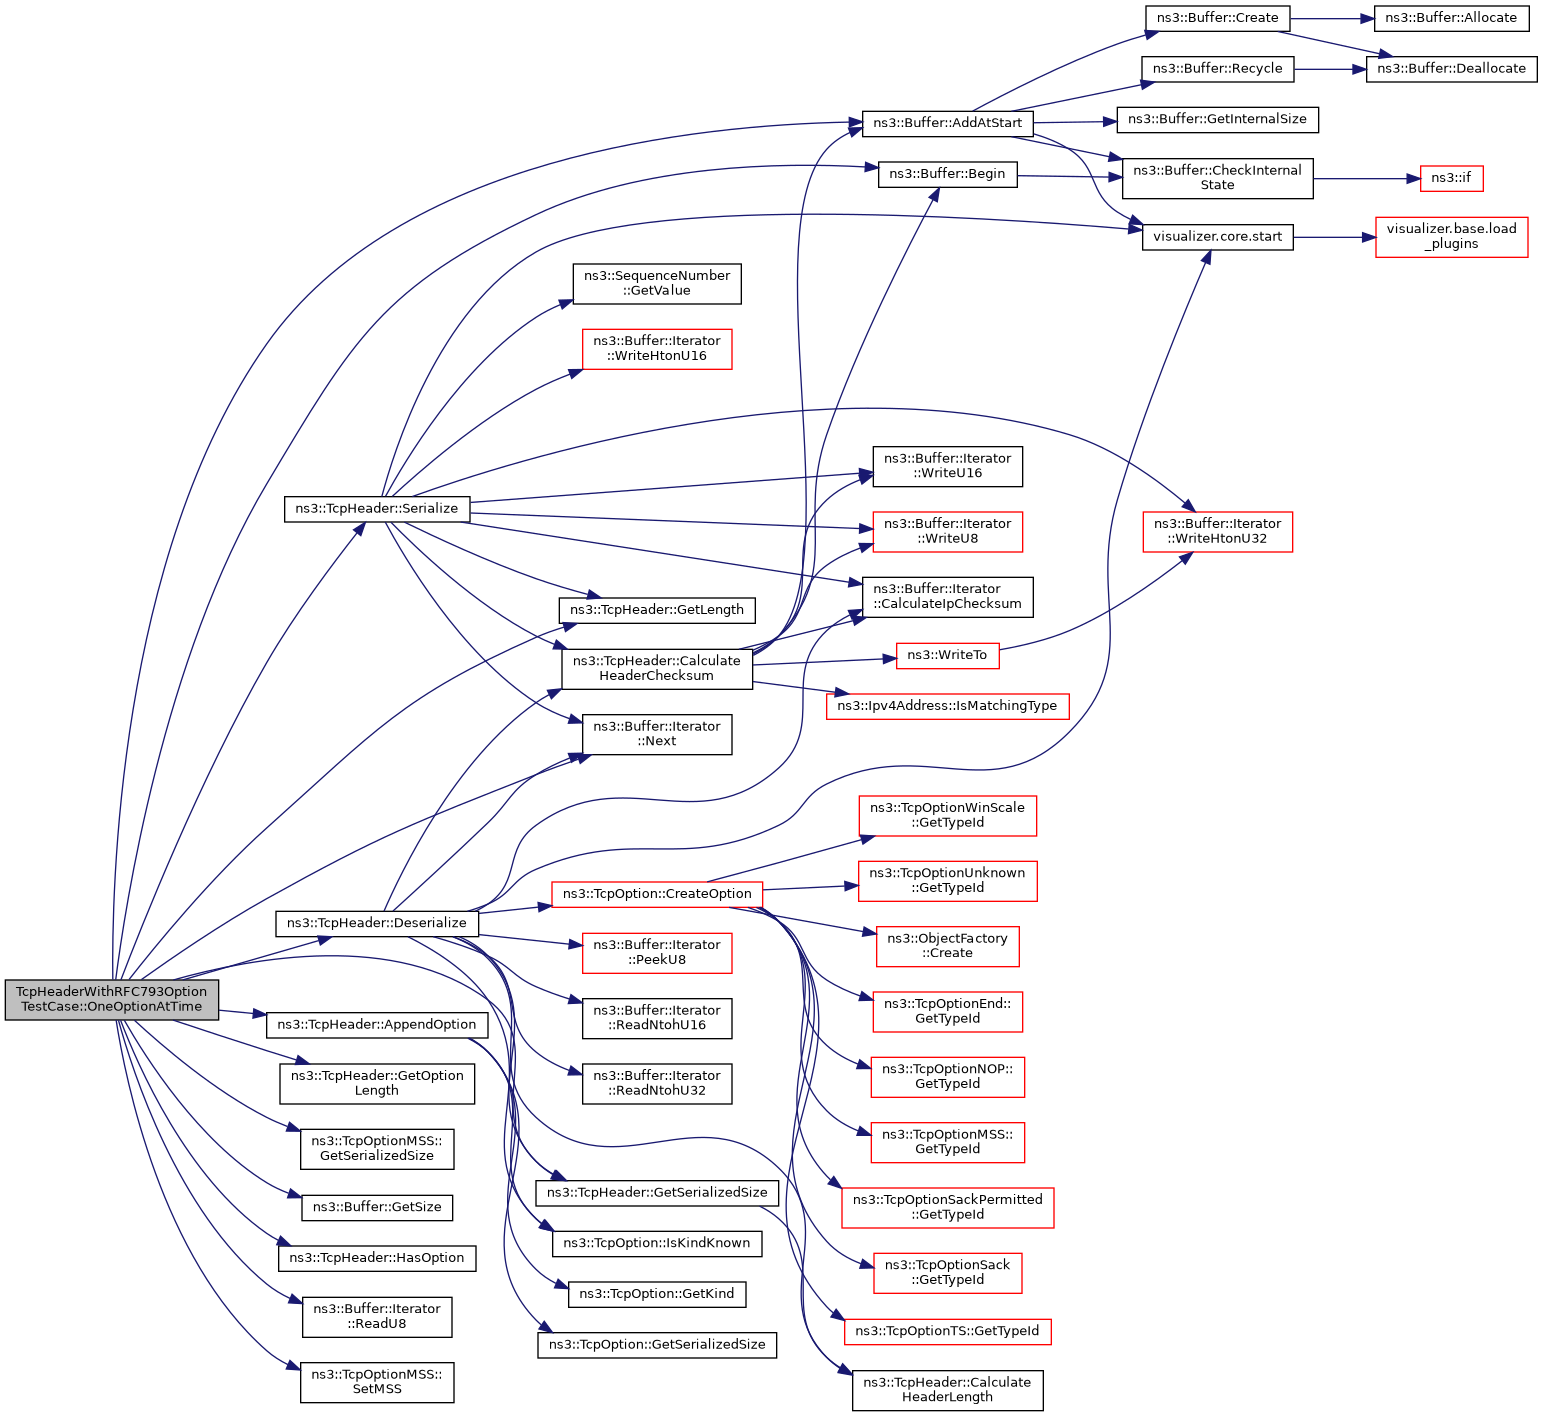 ns3::Buffer::Create
ns3::Buffer::Allocate
ns3::Buffer::Recycle
ns3::Buffer::Deallocate
ns3::Buffer::AddAtStart
ns3::Buffer::GetInternalSize
ns3::Buffer::Begin
ns3::Buffer::CheckInternal
State
ns3::if
visualizer.core.start
visualizer.base.load
_plugins
ns3::SequenceNumber
::GetValue
ns3::Buffer::Iterator
::WriteHtonU16
ns3::Buffer::Iterator
::WriteU16
ns3::TcpHeader::Serialize
ns3::Buffer::Iterator
::WriteU8
ns3::Buffer::Iterator
::WriteHtonU32
ns3::Buffer::Iterator
::CalculateIpChecksum
ns3::TcpHeader::GetLength
ns3::TcpHeader::Calculate
HeaderChecksum
ns3::WriteTo
ns3::Ipv4Address::IsMatchingType
ns3::Buffer::Iterator
::Next
ns3::TcpOptionWinScale
::GetTypeId
ns3::TcpOptionUnknown
::GetTypeId
ns3::TcpOption::CreateOption
ns3::TcpHeader::Deserialize
ns3::Buffer::Iterator
::PeekU8
ns3::ObjectFactory
::Create
TcpHeaderWithRFC793Option
TestCase::OneOptionAtTime
ns3::TcpHeader::AppendOption
ns3::Buffer::Iterator
::ReadNtohU16
ns3::TcpOptionEnd::
GetTypeId
ns3::TcpHeader::GetOption
Length
ns3::Buffer::Iterator
::ReadNtohU32
ns3::TcpOptionNOP::
GetTypeId
ns3::TcpOptionMSS::
GetSerializedSize
ns3::TcpOptionMSS::
GetTypeId
ns3::Buffer::GetSize
ns3::TcpHeader::GetSerializedSize
ns3::TcpOptionSackPermitted
::GetTypeId
ns3::TcpHeader::HasOption
ns3::TcpOption::IsKindKnown
ns3::TcpOptionSack
::GetTypeId
ns3::Buffer::Iterator
::ReadU8
ns3::TcpOption::GetKind
ns3::TcpOption::GetSerializedSize
ns3::TcpOptionTS::GetTypeId
ns3::TcpOptionMSS::
SetMSS
ns3::TcpHeader::Calculate
HeaderLength